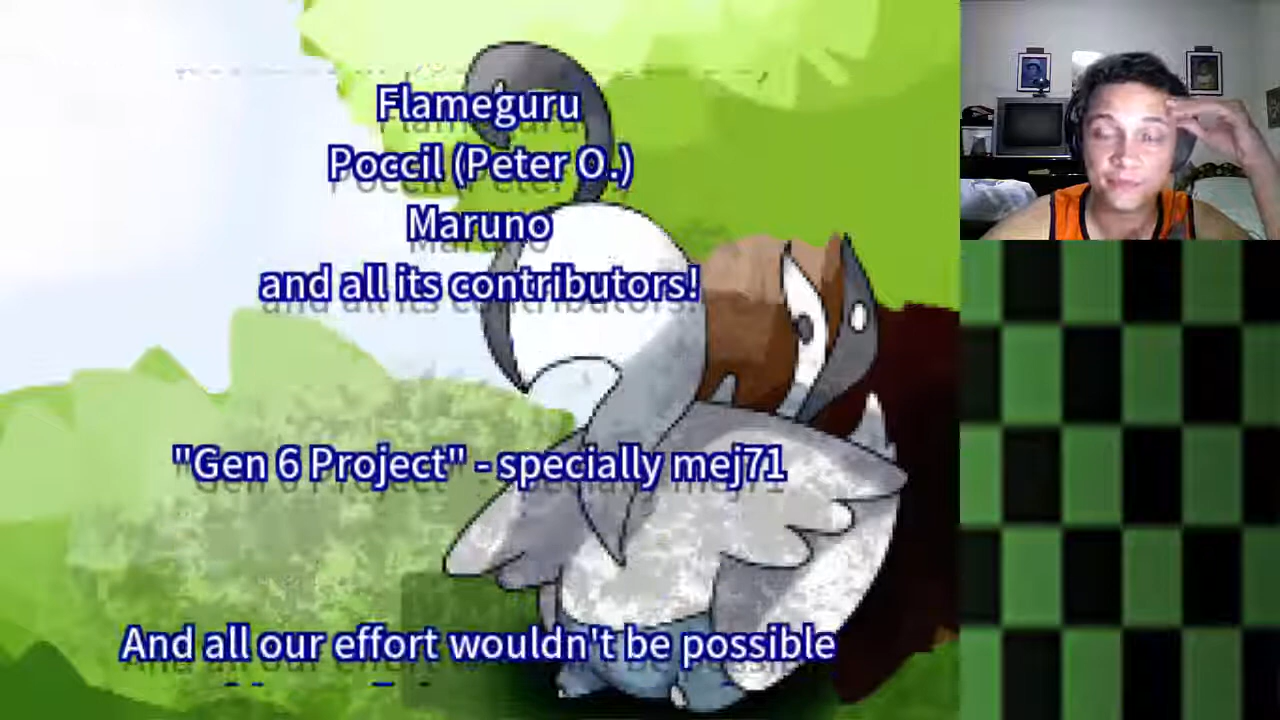 Flameguru
Poccil (Peter O.)
Maruno
and all its contributors!
"Gen 6 Project" - specially mej71
And all our effort wouldn't be possible